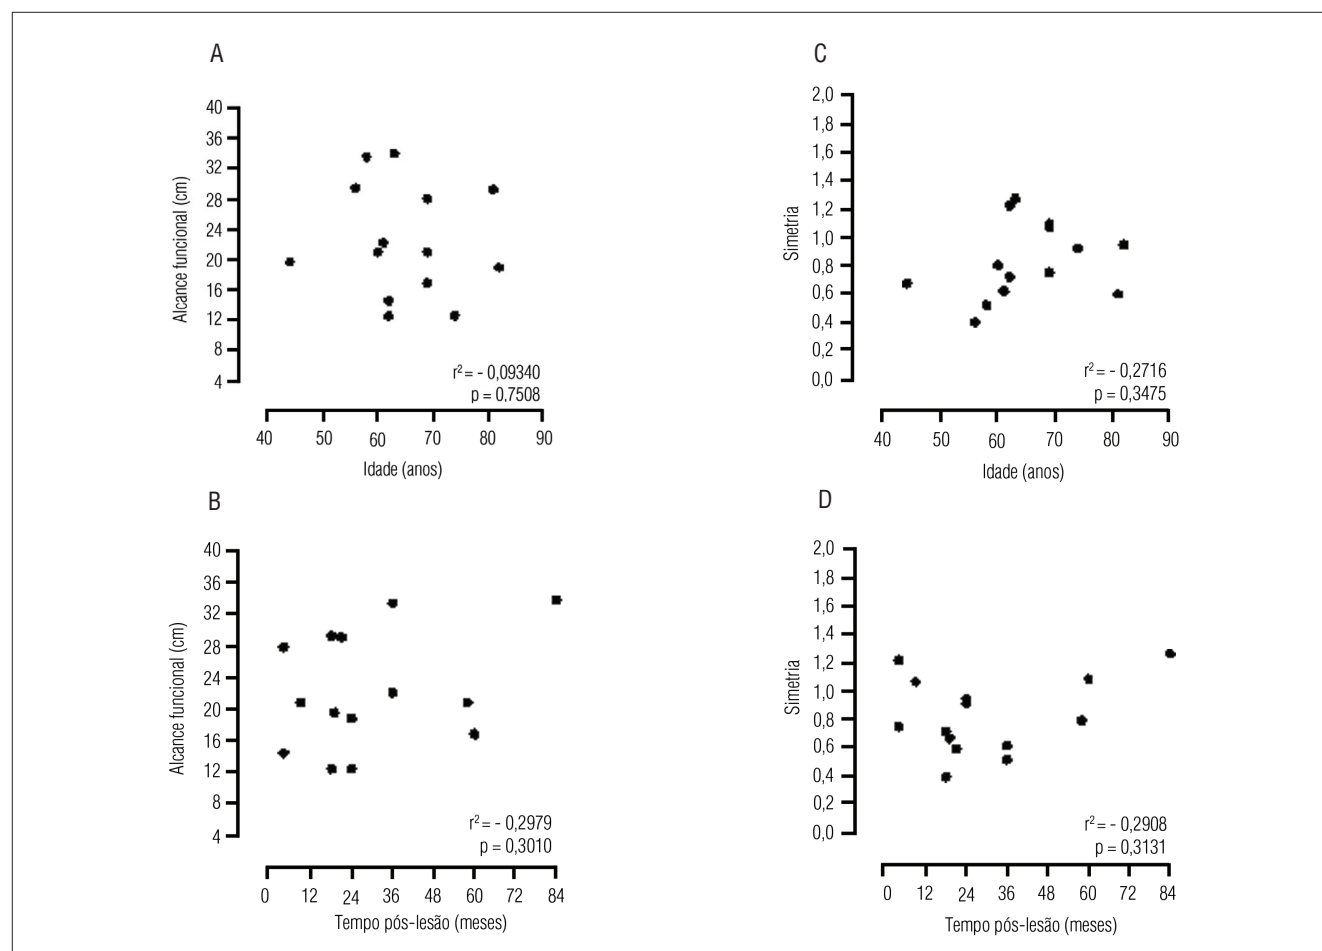 A
40
36
32
28
24
20
16
12
8
4
Alcance funcional (cm)
r² = - 0,09340
p = 0,7508
40 50 60 70 80 90
Idade (anos)
B
40
36
32
28
24
20
16
12
8
4
Alcance funcional (cm)
r² = - 0,2979
p = 0,3010
0 12 24 36 48 60 72 84
Tempo pós-lesão (meses)
C
2,0
1,8
1,6
1,4
1,2
1,0
0,8
0,6
0,4
0,2
0,0
Simetria
r² = - 0,2716
p = 0,3475
40 50 60 70 80 90
Idade (anos)
D
2,0
1,8
1,6
1,4
1,2
1,0
0,8
0,6
0,4
0,2
0,0
Simetria
r² = - 0,2908
p = 0,3131
0 12 24 36 48 60 72 84
Tempo pós-lesão (meses)